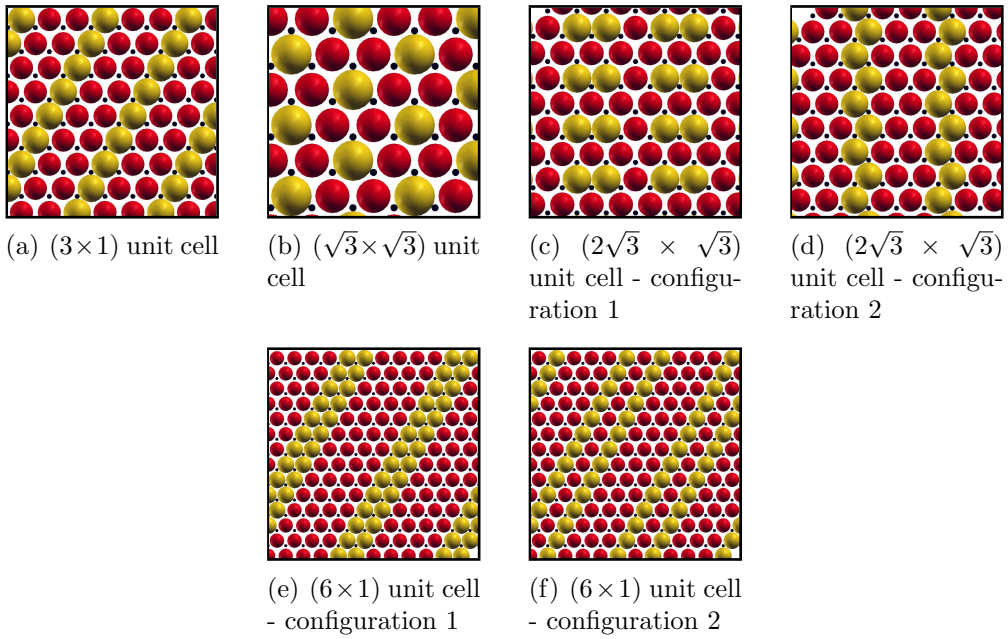 (a) (3×1) unit cell
(b) (√3×√3) unit
cell
(c) (2√3 × √3)
unit cell - configu-
ration 1
(d) (2√3 × √3)
unit cell - configu-
ration 2
(e) (6×1) unit cell
- configuration 1
(f) (6×1) unit cell
- configuration 2